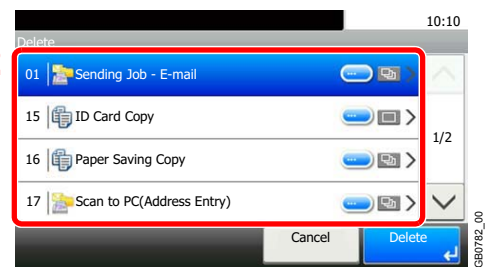 10:10
Delete
01 Sending Job - E-mail
15 ID Card Copy
16 Paper Saving Copy
17 Scan to PC(Address Entry)
1/2
Cancel
Delete
GB0782_00